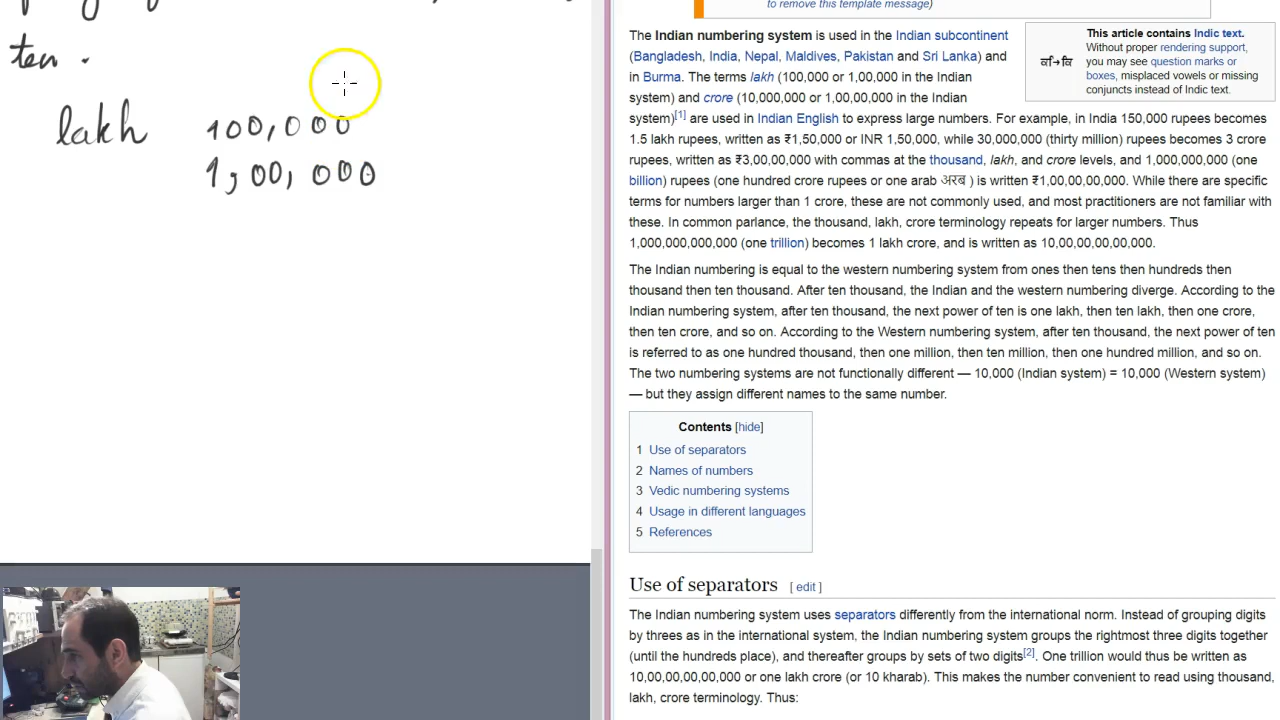 ten.
lakh 100,000
1,00,000
to remove this template message)
The Indian numbering system is used in the Indian subcontinent
(Bangladesh, India, Nepal, Maldives, Pakistan and Sri Lanka) and
in Burma. The terms lakh (100,000 or 1,00,000 in the Indian
system) and crore (10,000,000 or 1,00,00,000 in the Indian
system)[1] are used in Indian English to express large numbers. For example, in India 150,000 rupees becomes
1.5 lakh rupees, written as ₹1,50,000 or INR 1,50,000, while 30,000,000 (thirty million) rupees becomes 3 crore
rupees, written as ₹3,00,00,000 with commas at the thousand, lakh, and crore levels, and 1,000,000,000 (one
billion) rupees (one hundred crore rupees or one arab अरब ) is written ₹1,00,00,00,000. While there are specific
terms for numbers larger than 1 crore, these are not commonly used, and most practitioners are not familiar with
these. In common parlance, the thousand, lakh, crore terminology repeats for larger numbers. Thus
1,000,000,000,000 (one trillion) becomes 1 lakh crore, and is written as 10,00,00,00,00,000.
This article contains Indic text.
Without proper rendering support,
you may see question marks or
boxes, misplaced vowels or missing
conjuncts instead of Indic text.
The Indian numbering is equal to the western numbering system from ones then tens then hundreds then
thousand then ten thousand. After ten thousand, the Indian and the western numbering diverge. According to the
Indian numbering system, after ten thousand, the next power of ten is one lakh, then ten lakh, then one crore,
then ten crore, and so on. According to the Western numbering system, after ten thousand, the next power of ten
is referred to as one hundred thousand, then one million, then ten million, then one hundred million, and so on.
The two numbering systems are not functionally different — 10,000 (Indian system) = 10,000 (Western system)
— but they assign different names to the same number.
Contents [hide]
1 Use of separators
2 Names of numbers
3 Vedic numbering systems
4 Usage in different languages
5 References
Use of separators [ edit ]
The Indian numbering system uses separators differently from the international norm. Instead of grouping digits
by threes as in the international system, the Indian numbering system groups the rightmost three digits together
(until the hundreds place), and thereafter groups by sets of two digits[2]. One trillion would thus be written as
10,00,00,00,00,000 or one lakh crore (or 10 kharab). This makes the number convenient to read using thousand,
lakh, crore terminology. Thus: